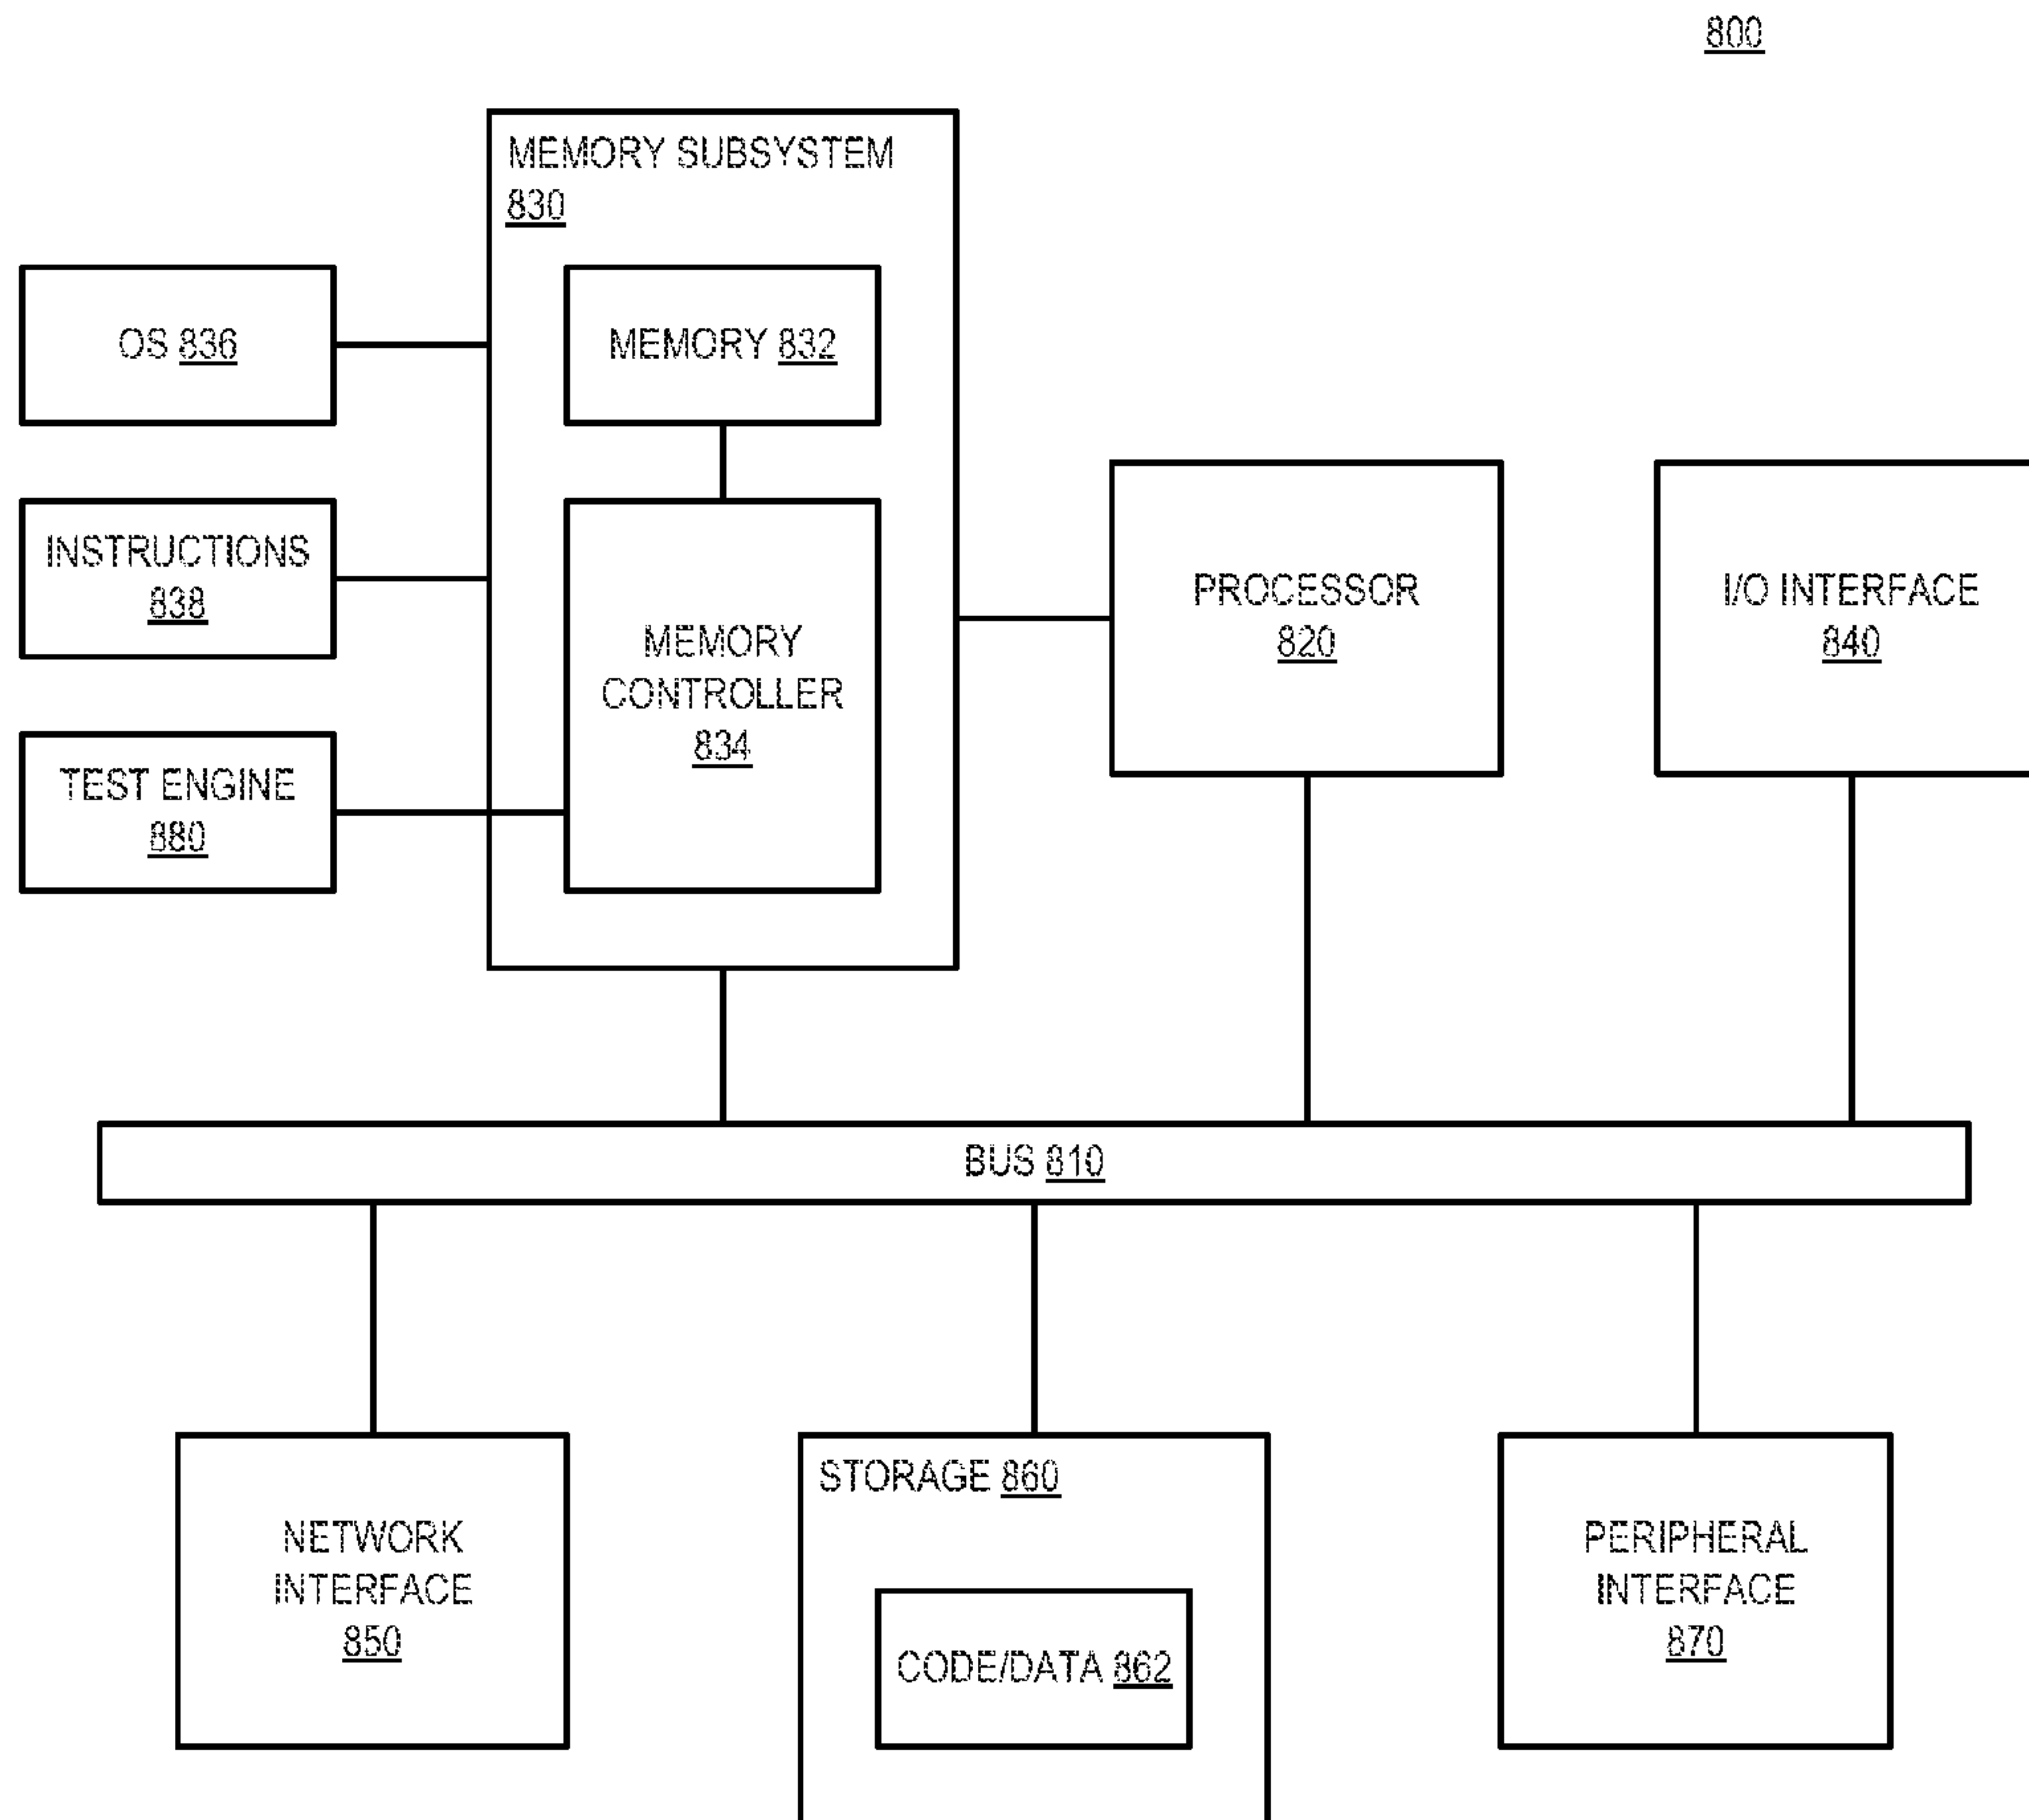 800
MEMORY SUBSYSTEM
830
OS 836
MEMORY 832
INSTRUCTIONS
838
MEMORY
CONTROLLER
834
PROCESSOR
820
I/O INTERFACE
840
TEST ENGINE
880
BUS 810
NETWORK
INTERFACE
850
STORAGE 860
CODE/DATA 862
PERIPHERAL
INTERFACE
870